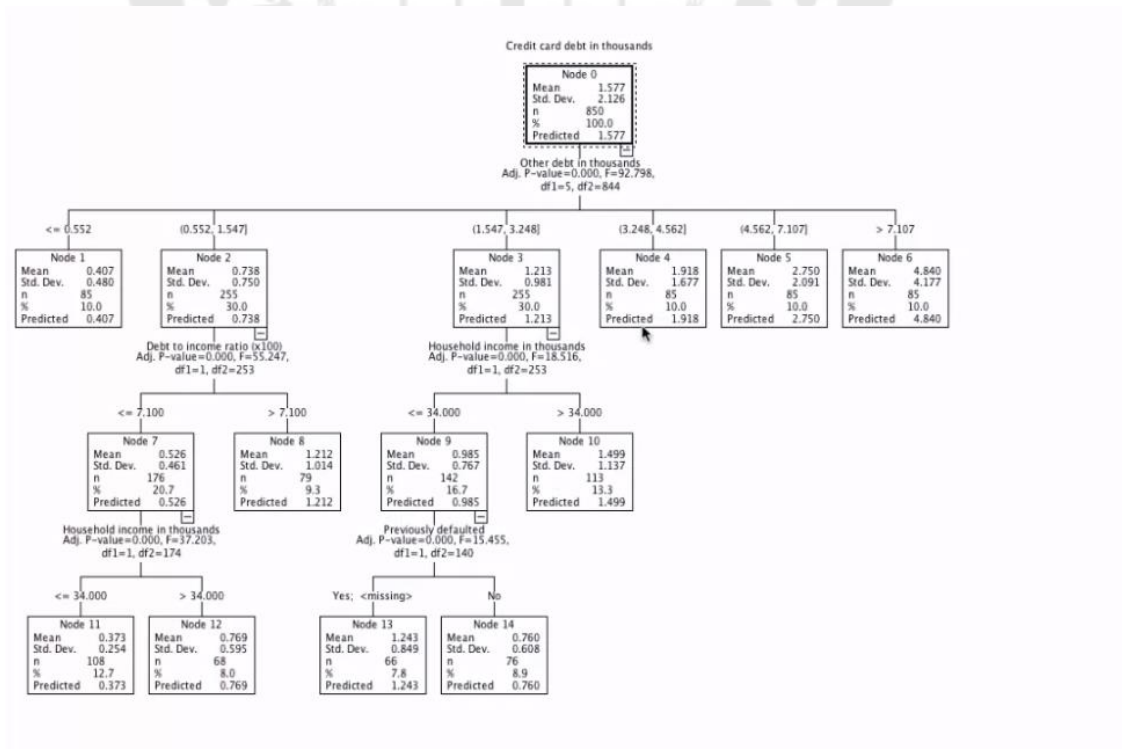 Credit card debt in thousands
Node 0
Mean 1.577
Std. Dev. 2.126
n 850
% 100.0
Predicted 1.577
Other debt in thousands
Adj. P-value=0.000, F=92.798,
df1=5, df2=844
<= 0.552
(0.552, 1.547]
(1.547, 3.248]
(3.248, 4.562]
(4.562, 7.107]
> 7.107
Node 1
Mean 0.407
Std. Dev. 0.480
n 85
% 10.0
Predicted 0.407
Node 2
Mean 0.738
Std. Dev. 0.750
n 255
% 30.0
Predicted 0.738
Node 3
Mean 1.213
Std. Dev. 0.981
n 255
% 30.0
Predicted 1.213
Node 4
Mean 1.918
Std. Dev. 1.677
n 85
% 10.0
Predicted 1.918
Node 5
Mean 2.750
Std. Dev. 2.091
n 85
% 10.0
Predicted 2.750
Node 6
Mean 4.840
Std. Dev. 4.177
n 85
% 10.0
Predicted 4.840
Debt to income ratio (x100)
Adj. P-value=0.000, F=55.247,
df1=1, df2=253
Household income in thousands
Adj. P-value=0.000, F=18.516,
df1=1, df2=253
<= 7.100
> 7.100
<= 34.000
> 34.000
Node 7
Mean 0.526
Std. Dev. 0.461
n 176
% 20.7
Predicted 0.526
Node 8
Mean 1.212
Std. Dev. 1.014
n 79
% 9.3
Predicted 1.212
Node 9
Mean 0.985
Std. Dev. 0.767
n 142
% 16.7
Predicted 0.985
Node 10
Mean 1.499
Std. Dev. 1.137
n 113
% 13.3
Predicted 1.499
Household income in thousands
Adj. P-value=0.000, F=37.203,
df1=1, df2=174
Previously defaulted
Adj. P-value=0.000, F=15.455,
df1=1, df2=140
<= 34.000
> 34.000
Yes; <missing>
No
Node 11
Mean 0.373
Std. Dev. 0.254
n 108
% 12.7
Predicted 0.373
Node 12
Mean 0.769
Std. Dev. 0.595
n 68
% 8.0
Predicted 0.769
Node 13
Mean 1.243
Std. Dev. 0.849
n 66
% 7.8
Predicted 1.243
Node 14
Mean 0.760
Std. Dev. 0.608
n 76
% 8.9
Predicted 0.760